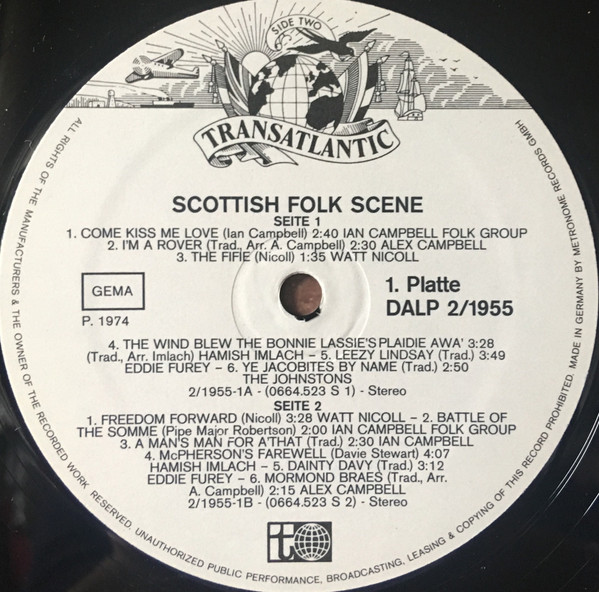 SIDE TWO
TRANSATLANTIC
SCOTTISH FOLK SCENE
SEITE 1
1. COME KISS ME LOVE (Ian Campbell) 2:40 IAN CAMPBELL FOLK GROUP
2. I'M A ROVER (Trad., Arr. A. Campbell) 2:30 ALEX CAMPBELL
3. THE FIFIE (Nicoll) 1:35 WATT NICOLL
GEMA
P. 1974
1. Platte
DALP 2/1955
4. THE WIND BLEW THE BONNIE LASSIE'S PLAIDIE AWA' 3:28
(Trad., Arr. Imlach) HAMISH IMLACH – 5. LEEZY LINDSAY (Trad.) 3:49
EDDIE FUREY – 6. YE JACOBITES BY NAME (Trad.) 2:50
THE JOHNSTONS
2/1955-1A - (0664.523 S 1) - Stereo
SEITE 2
1. FREEDOM FORWARD (Nicoll) 3:28 WATT NICOLL – 2. BATTLE OF
THE SOMME (Pipe Major Robertson) 2:00 IAN CAMPBELL FOLK GROUP
3. A MAN'S MAN FOR A'THAT (Trad.) 2:30 IAN CAMPBELL
4. McPHERSON'S FAREWELL (Davie Stewart) 4:07
HAMISH IMLACH – 5. DAINTY DAVY (Trad.) 3:12
EDDIE FUREY – 6. MORMOND BRAES (Trad., Arr.
A. Campbell) 2:15 ALEX CAMPBELL
2/1955-1B - (0664.523 S 2) - Stereo
t
ALL RIGHTS OF THE MANUFACTURERS & THE OWNER OF THE RECORDED WORK RESERVED. UNAUTHORIZED PUBLIC PERFORMANCE, BROADCASTING, LEASING & COPYING OF THIS RECORD PROHIBITED. MADE IN GERMANY BY METRONOME RECORDS GMBH